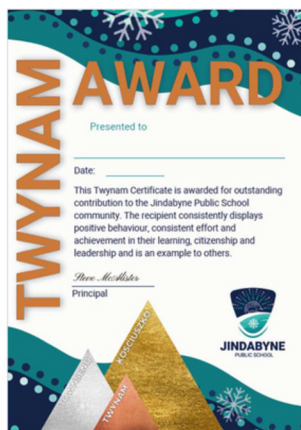 TWYNAM
AWARD
Presented to
Date:
This Twynam Certificate is awarded for outstanding
contribution to the Jindabyne Public School
community. The recipient consistently displays
positive behaviour, consistent effort and
achievement in their learning, citizenship and
leadership and is an example to others.
Steve McAlister
Principal
KOSCIUSZKO
TWYNAM
JINDABYNE
PUBLIC SCHOOL